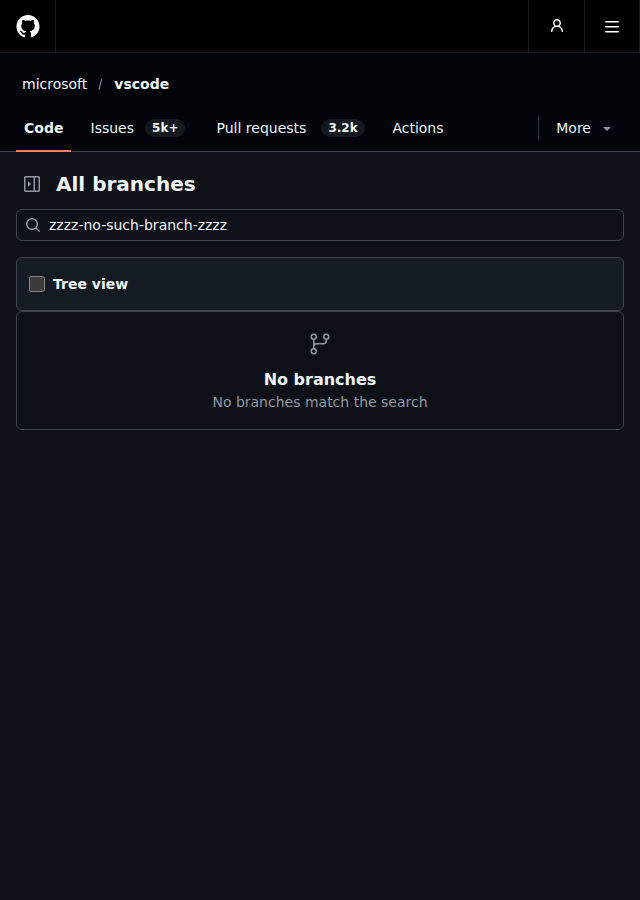 microsoft / vscode
Code Issues 5k+ Pull requests 3.2k Actions More
All branches
zzzz-no-such-branch-zzzz
Tree view
No branches
No branches match the search